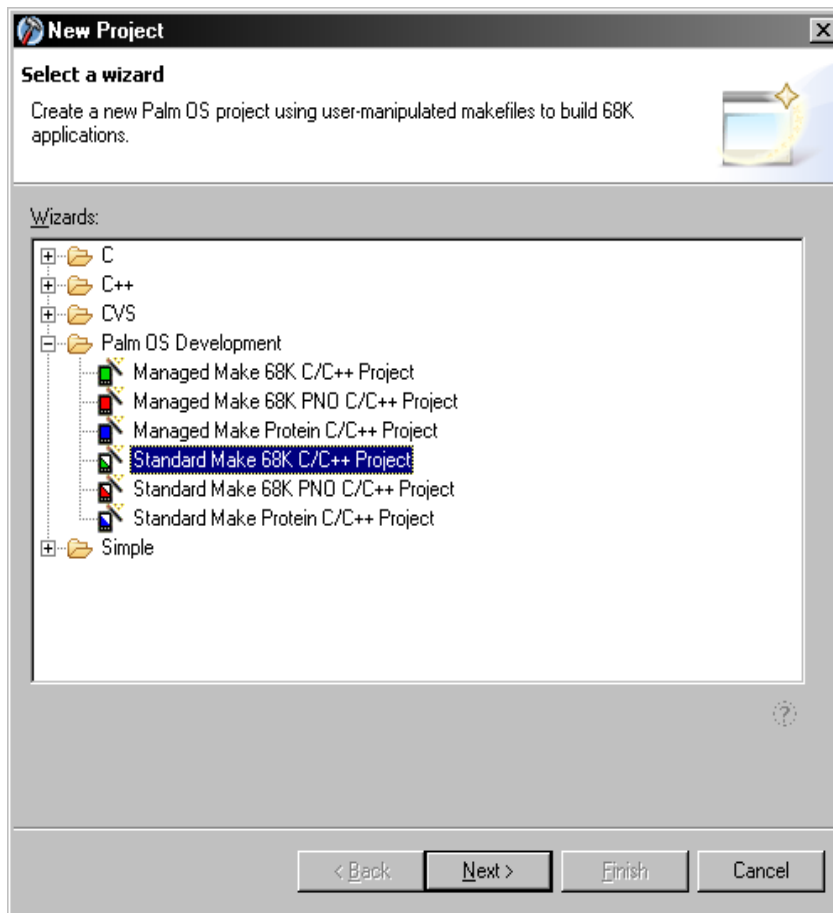 New Project
Select a wizard
Create a new Palm OS project using user-manipulated makefiles to build 68K
applications.
Wizards:
C
C++
CVS
Palm OS Development
Managed Make 68K C/C++ Project
Managed Make 68K PNO C/C++ Project
Managed Make Protein C/C++ Project
Standard Make 68K C/C++ Project
Standard Make 68K PNO C/C++ Project
Standard Make Protein C/C++ Project
Simple
?
< Back Next > Finish Cancel